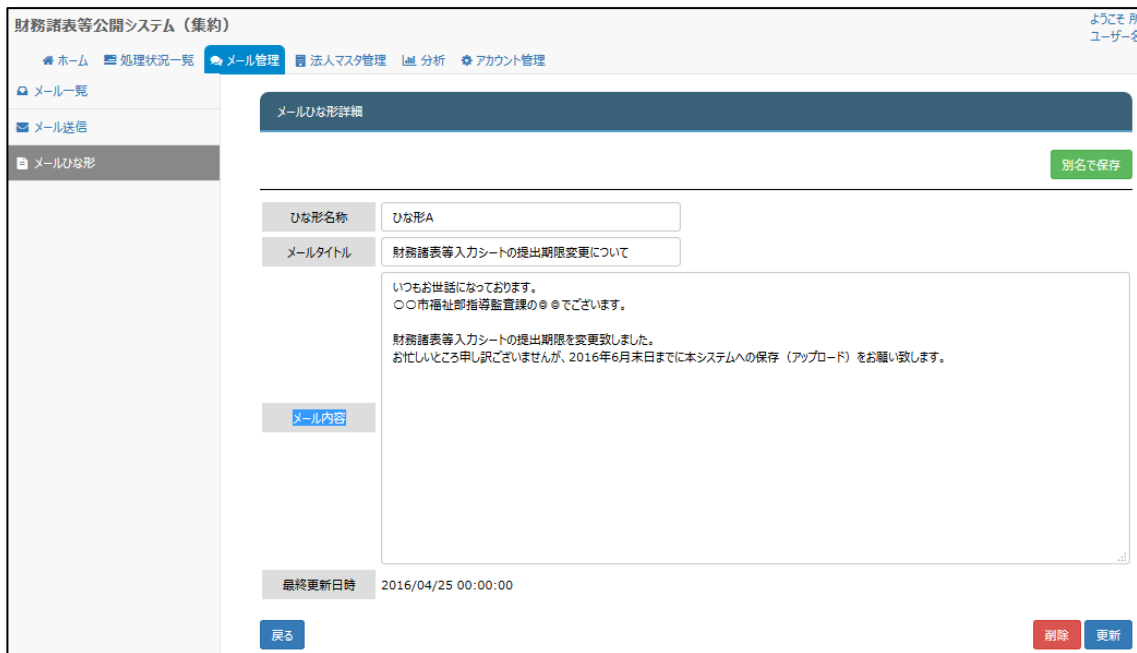 財務諸表等公開システム（集約）
ようこそ 所
ユーザー名
ホーム 処理状況一覧 メール管理 法人マスタ管理 分析 アカウント管理
メール一覧
メール送信
メールひな形
メールひな形詳細
別名で保存
ひな形名称 ひな形A
メールタイトル 財務諸表等入力シートの提出期限変更について
いつもお世話になっております。
○○市福祉部指導監査課の◎◎でございます。
財務諸表等入力シートの提出期限を変更致しました。
お忙しいところ申し訳ございませんが、2016年6月末日までに本システムへの保存（アップロード）をお願い致します。
メール内容
最終更新日時 2016/04/25 00:00:00
戻る 削除 更新